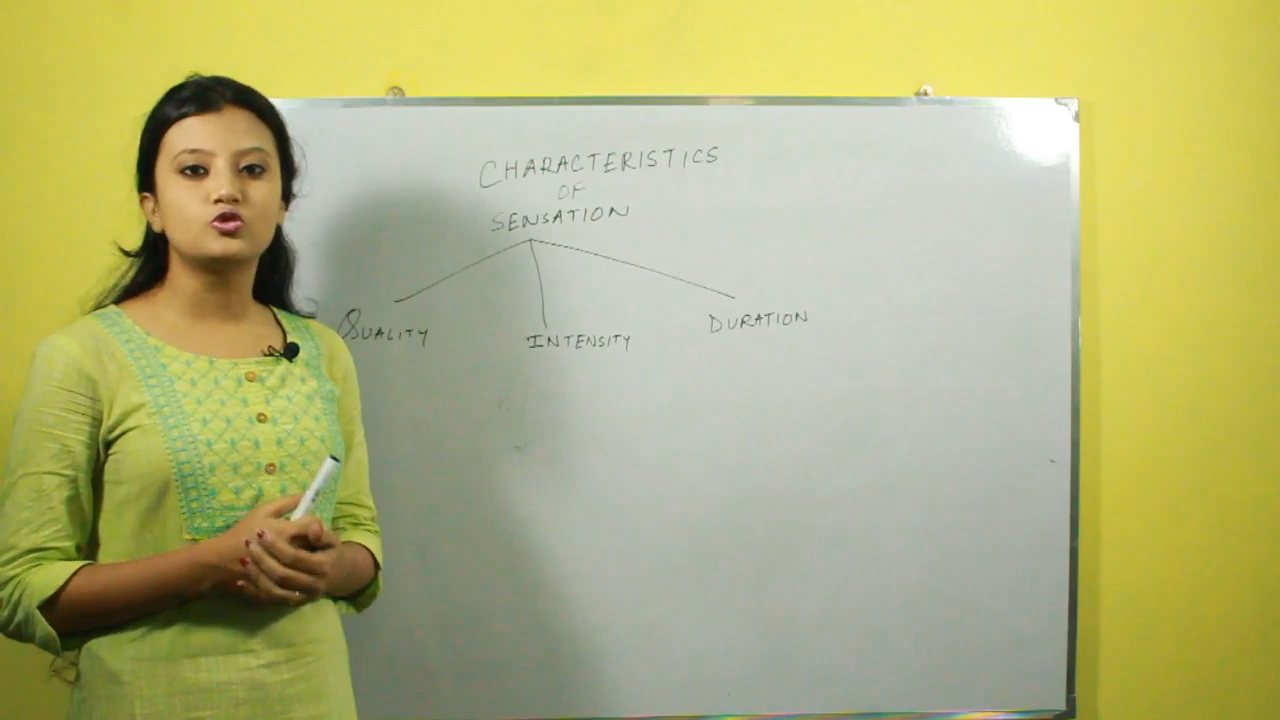 CHARACTERISTICS
OF
SENSATION
QUALITY
INTENSITY
DURATION